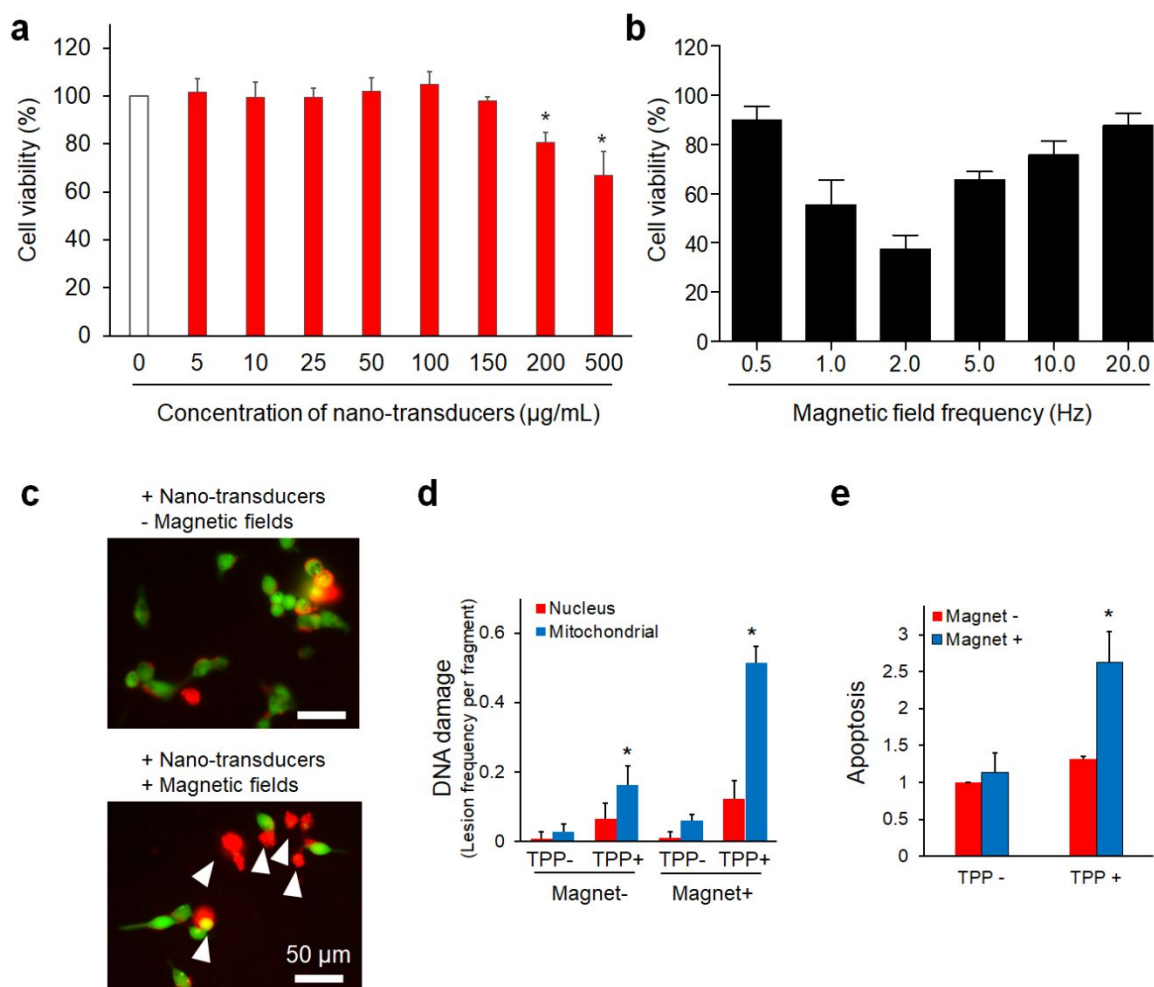 a
120
100
80
60
40
20
0
Cell viability (%)
*
*
0 5 10 25 50 100 150 200 500
Concentration of nano-transducers (µg/mL)
b
120
100
80
60
40
20
0
Cell viability (%)
0.5 1.0 2.0 5.0 10.0 20.0
Magnetic field frequency (Hz)
c
+ Nano-transducers
- Magnetic fields
+ Nano-transducers
+ Magnetic fields
50 µm
d
Nucleus
Mitochondrial
0.6
0.4
0.2
0
DNA damage
(Lesion frequency per fragment)
*
*
TPP- TPP+ TPP- TPP+
Magnet- Magnet+
e
Magnet -
Magnet +
3
2.5
2
1.5
1
0.5
0
Apoptosis
*
TPP - TPP +